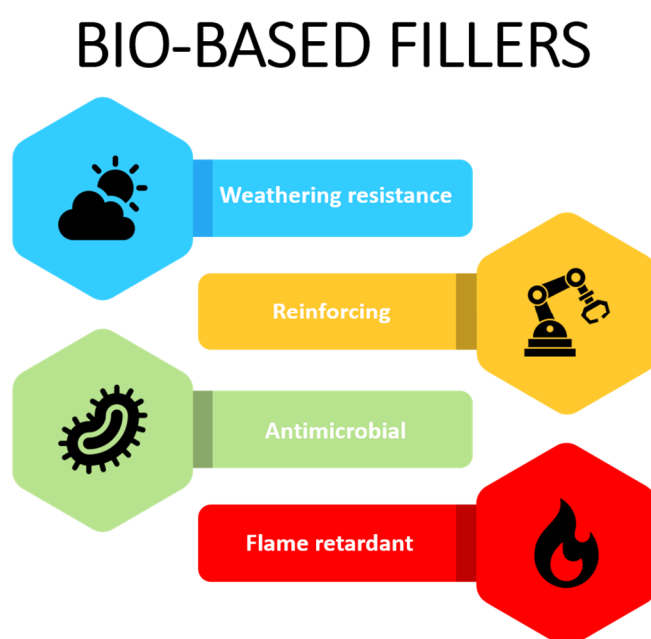 BIO-BASED FILLERS
Weathering resistance
Reinforcing
Antimicrobial
Flame retardant